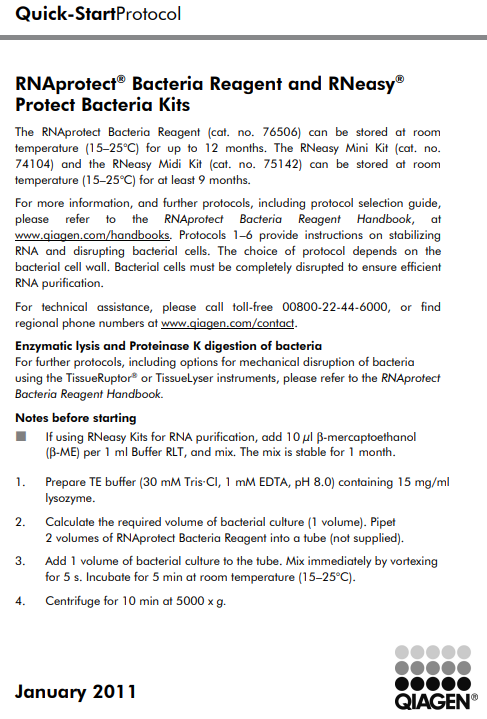 Quick-StartProtocol
RNAprotect® Bacteria Reagent and RNeasy®
Protect Bacteria Kits
The RNAprotect Bacteria Reagent (cat. no. 76506) can be stored at room
temperature (15–25°C) for up to 12 months. The RNeasy Mini Kit (cat. no.
74104) and the RNeasy Midi Kit (cat. no. 75142) can be stored at room
temperature (15–25°C) for at least 9 months.
For more information, and further protocols, including protocol selection guide,
please refer to the RNAprotect Bacteria Reagent Handbook, at
www.qiagen.com/handbooks. Protocols 1–6 provide instructions on stabilizing
RNA and disrupting bacterial cells. The choice of protocol depends on the
bacterial cell wall. Bacterial cells must be completely disrupted to ensure efficient
RNA purification.
For technical assistance, please call toll-free 00800-22-44-6000, or find
regional phone numbers at www.qiagen.com/contact.
Enzymatic lysis and Proteinase K digestion of bacteria
For further protocols, including options for mechanical disruption of bacteria
using the TissueRuptor® or TissueLyser instruments, please refer to the RNAprotect
Bacteria Reagent Handbook.
Notes before starting
■ If using RNeasy Kits for RNA purification, add 10 µl β-mercaptoethanol
(β-ME) per 1 ml Buffer RLT, and mix. The mix is stable for 1 month.
1. Prepare TE buffer (30 mM Tris·Cl, 1 mM EDTA, pH 8.0) containing 15 mg/ml
lysozyme.
2. Calculate the required volume of bacterial culture (1 volume). Pipet
2 volumes of RNAprotect Bacteria Reagent into a tube (not supplied).
3. Add 1 volume of bacterial culture to the tube. Mix immediately by vortexing
for 5 s. Incubate for 5 min at room temperature (15–25°C).
4. Centrifuge for 10 min at 5000 x g.
January 2011
QIAGEN®